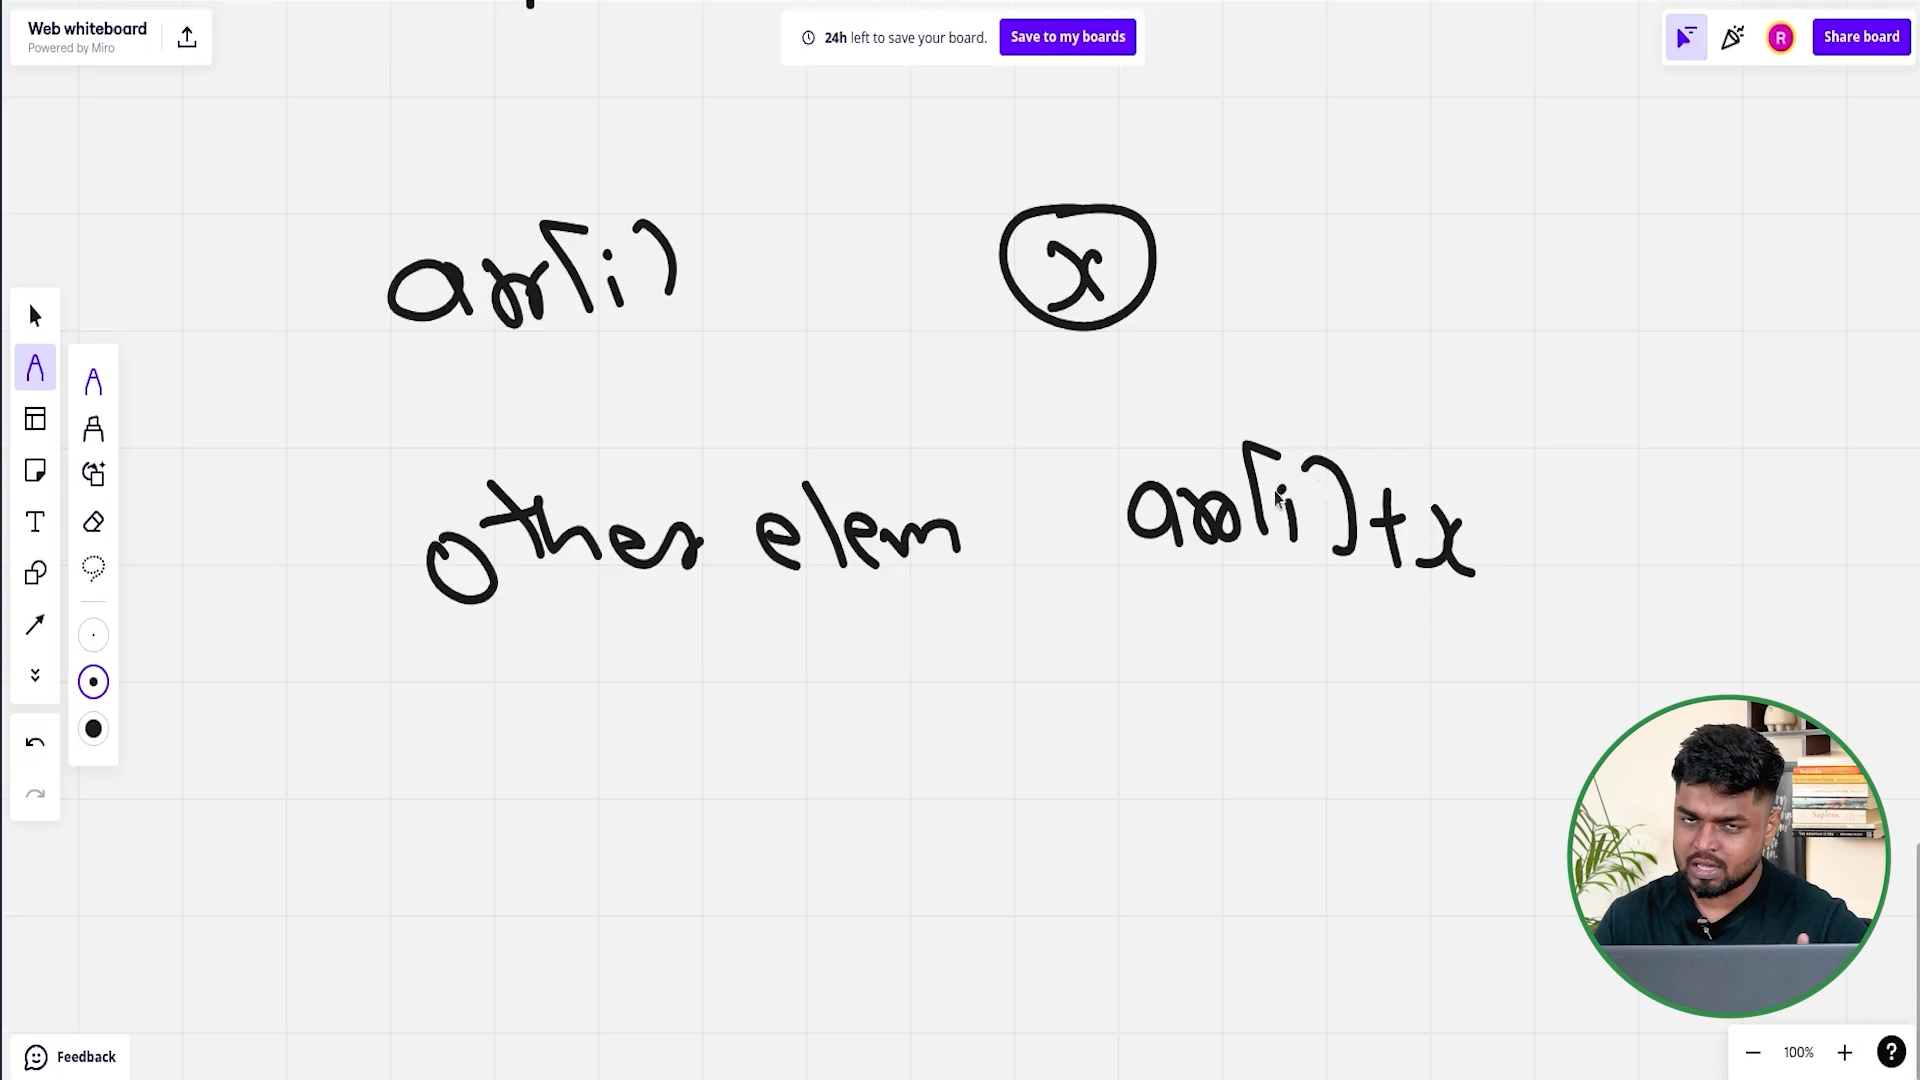 Web whiteboard
Powered by Miro
24h left to save your board.
Save to my boards
R
Share board
arr[i)
x
other elem
arr[i)+x
T
Sapiens
Feedback
100%
?